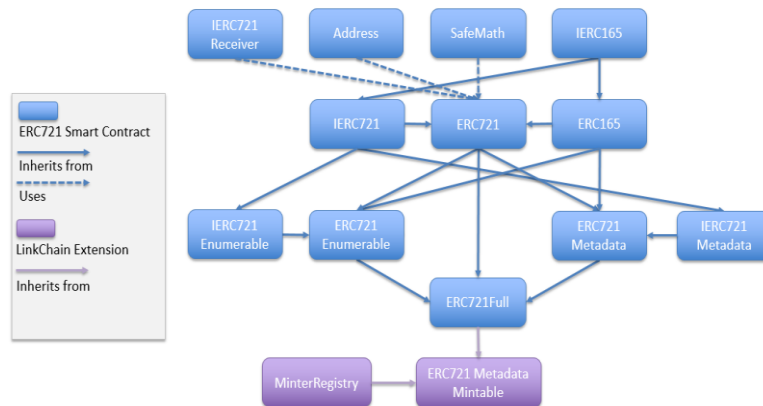 IERC721
Receiver
Address
SafeMath
IERC165
ERC721 Smart Contract
Inherits from
Uses
LinkChain Extension
Inherits from
IERC721
ERC721
ERC165
IERC721
Enumerable
ERC721
Enumerable
ERC721
Metadata
IERC721
Metadata
ERC721Full
MinterRegistry
ERC721 Metadata
Mintable